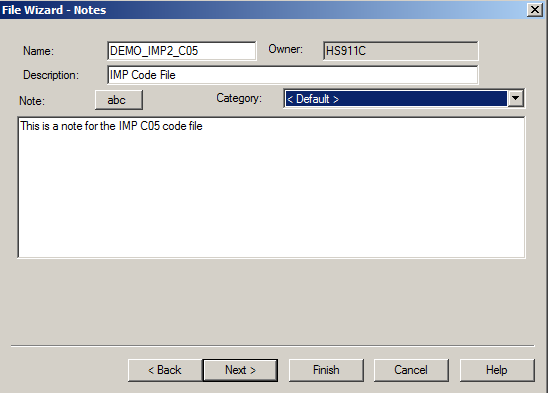 File Wizard - Notes
Name: DEMO_IMP2_C05 Owner: HS911C
Description: IMP Code File
Note: abc Category: < Default >
This is a note for the IMP C05 code file
< Back Next > Finish Cancel Help